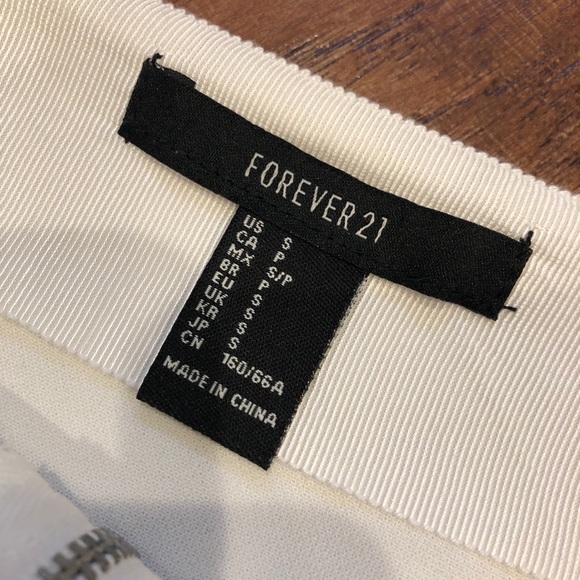 FOREVER 21
US S
CA P
MX S/P
BR P
EU S
UK S
KR S
JP S
CN 160/66A
MADE IN CHINA